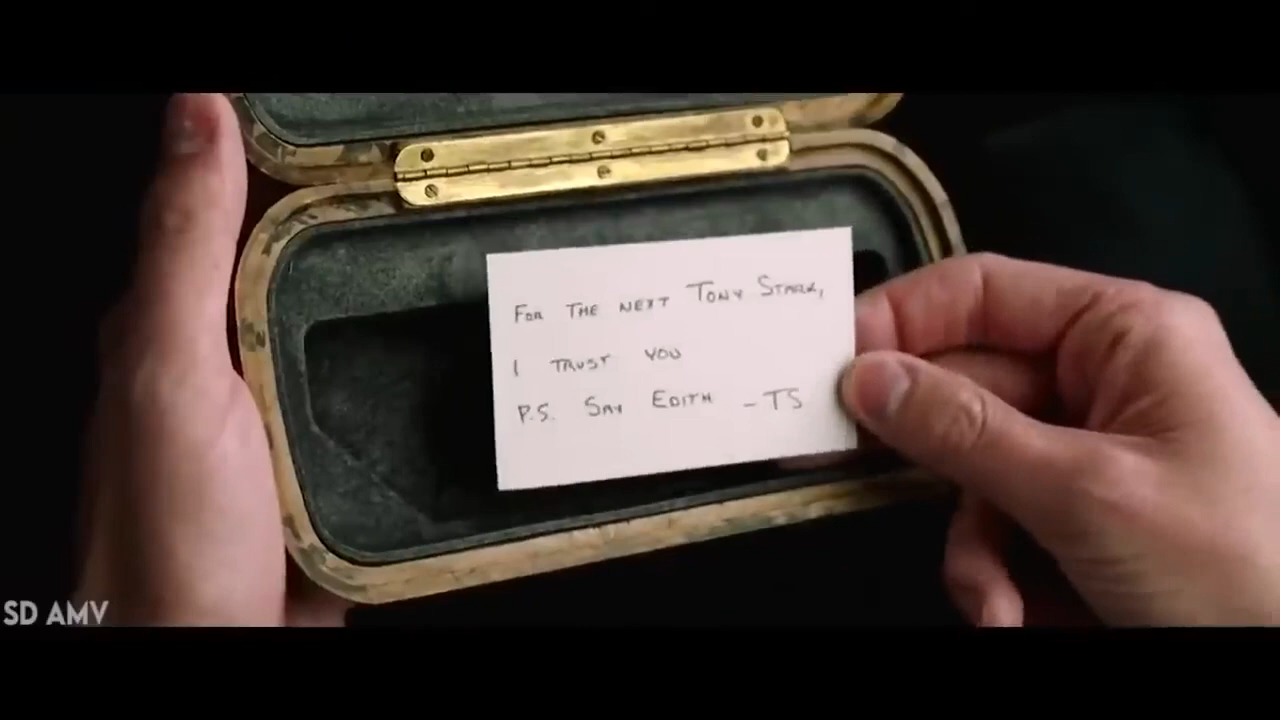 For the next Tony Stark,
I trust you
P.S. Say Edith –TS
SD AMV